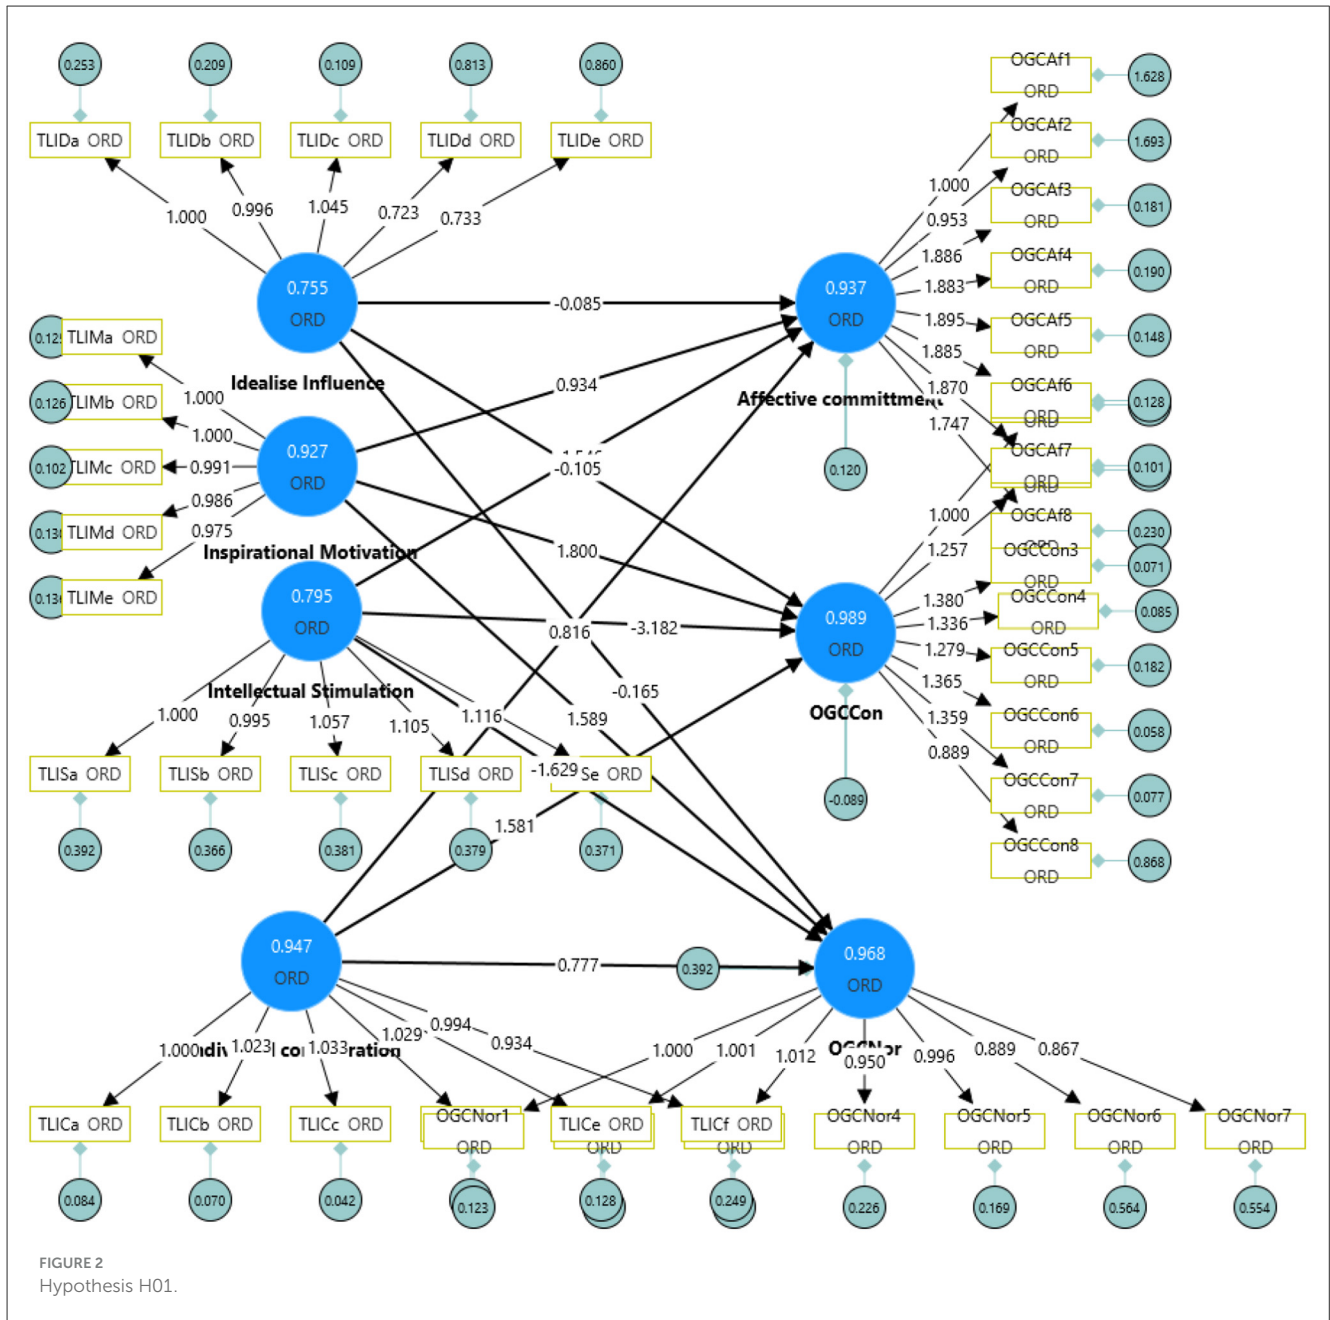 0.253 0.209 0.109 0.813 0.860
TLIDa ORD TLIDb ORD TLIDc ORD TLIDd ORD TLIDe ORD
1.000 0.996 1.045 0.723 0.733
0.755
ORD
Idealise Influence
TLIMa ORD
0.126 TLIMb ORD
0.102 TLIMc ORD
TLIMd ORD
TLIMe ORD
1.000
1.000
0.991
0.986
0.975
0.927
ORD
Inspirational Motivation
0.795
ORD
Intellectual Stimulation
1.000 0.995 1.057 1.105 1.116
TLISa ORD TLISb ORD TLISc ORD TLISd ORD Se ORD
0.392 0.366 0.381 0.379 0.371
-0.085
0.934
-0.105
1.800
-3.182
0.816
-0.165
1.589
-1.629
1.581
0.777
0.392
0.937
ORD
Affective committment
0.120
1.000
0.953
1.886
1.883
1.895
1.885
1.870
1.747
OGCAf1
ORD
1.628
OGCAf2
ORD
1.693
OGCAf3
ORD
0.181
OGCAf4
ORD
0.190
OGCAf5
ORD
0.148
OGCAf6
ORD
0.128
OGCAf7
ORD
0.101
OGCAf8
ORD
0.230
0.989
ORD
OGCCon
-0.089
1.000
1.257
1.380
1.336
1.279
1.365
1.359
0.889
OGCCon3
ORD
0.071
OGCCon4
ORD
0.085
OGCCon5
ORD
0.182
OGCCon6
ORD
0.058
OGCCon7
ORD
0.077
OGCCon8
ORD
0.868
0.947
ORD
1.000 1.023 1.033 1.029 0.994 0.934
TLICa ORD TLICb ORD TLICc ORD TLICe ORD TLICf ORD
0.084 0.070 0.042
0.968
ORD
OGCNor
1.000 1.001 1.012 0.950 0.996 0.889 0.867
OGCNor1
ORD
ORD
ORD
OGCNor4
ORD
OGCNor5
ORD
OGCNor6
ORD
OGCNor7
ORD
0.123 0.128 0.249 0.226 0.169 0.564 0.554
FIGURE 2
Hypothesis H01.